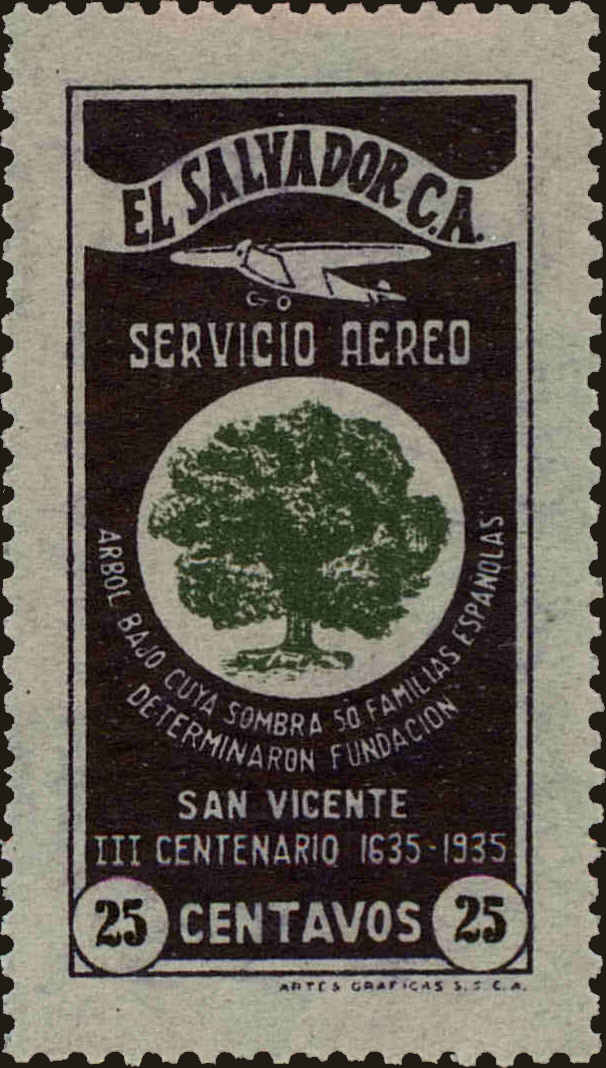 EL SALVADOR C.A.
SERVICIO AEREO
ARBOL BAJO CUYA SOMBRA 50 FAMILIAS ESPAÑOLAS
DETERMINARON FUNDACION
SAN VICENTE
III CENTENARIO 1635-1935
25 CENTAVOS 25
ARTES GRAFICAS S.S.C.A.